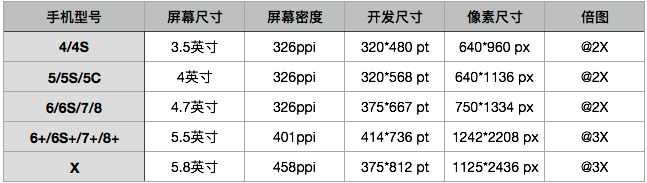 手机型号 屏幕尺寸 屏幕密度 开发尺寸 像素尺寸 倍图
4/4S 3.5英寸 326ppi 320*480 pt 640*960 px @2X
5/5S/5C 4英寸 326ppi 320*568 pt 640*1136 px @2X
6/6S/7/8 4.7英寸 326ppi 375*667 pt 750*1334 px @2X
6+/6S+/7+/8+ 5.5英寸 401ppi 414*736 pt 1242*2208 px @3X
X 5.8英寸 458ppi 375*812 pt 1125*2436 px @3X